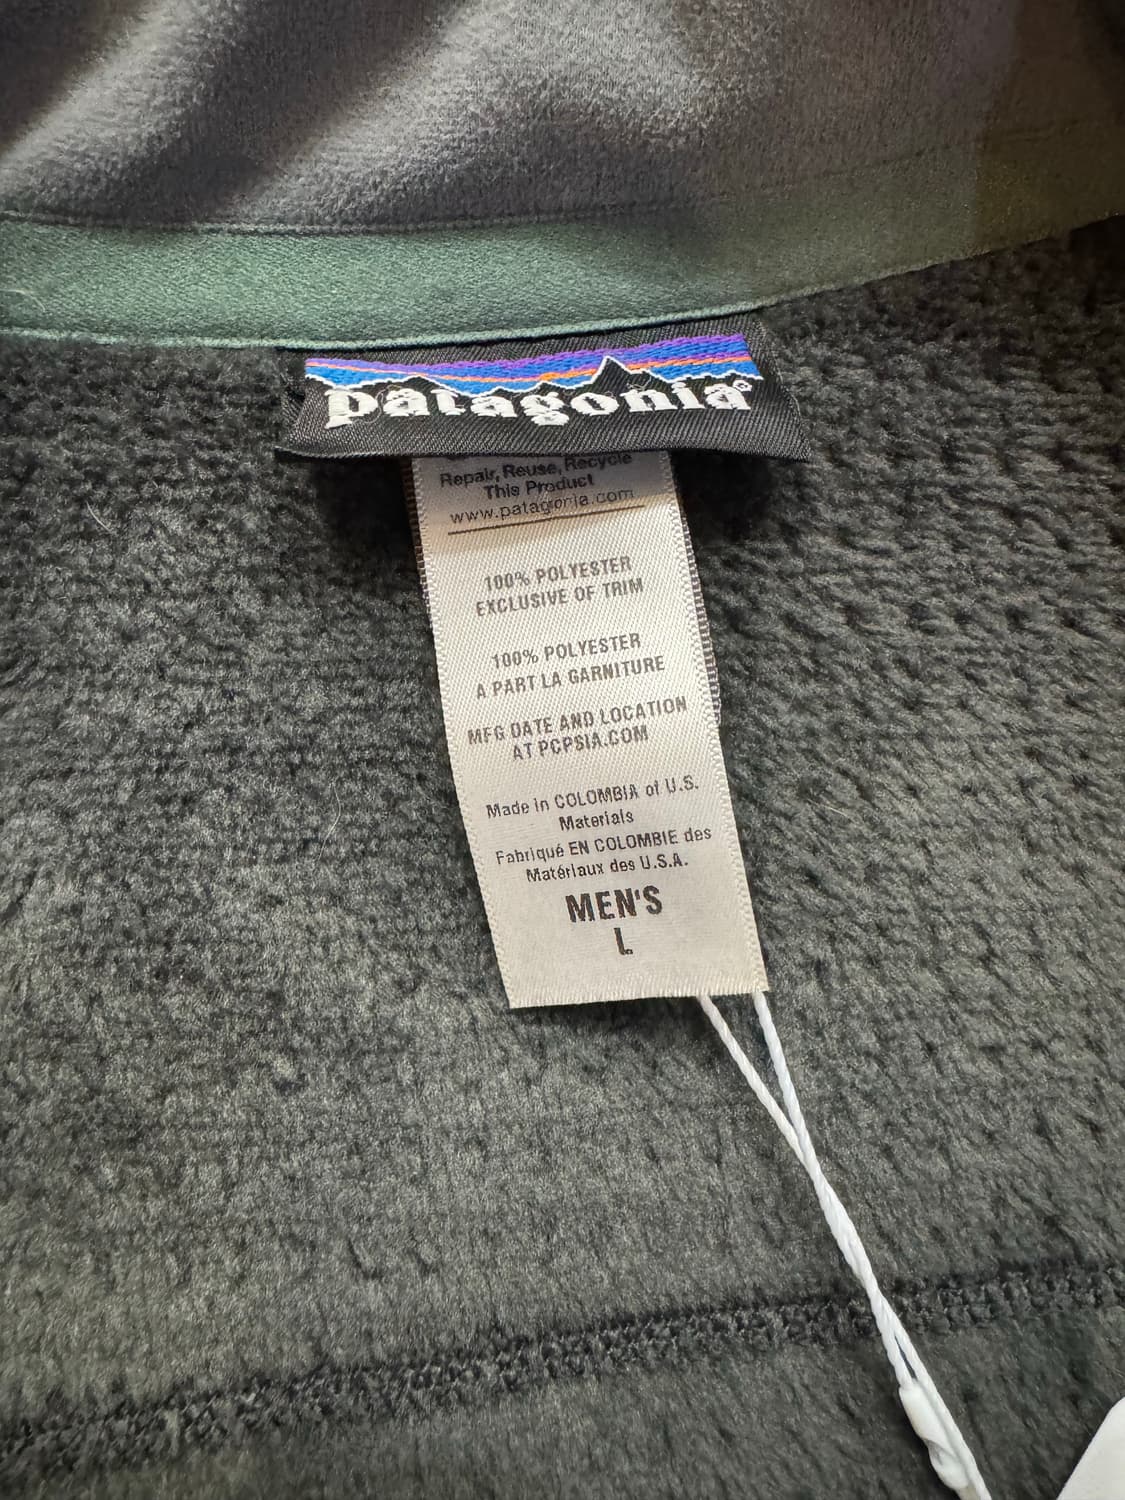 patagonia®
Repair, Reuse, Recycle
This Product
www.patagonia.com
100% POLYESTER
EXCLUSIVE OF TRIM
100% POLYESTER
A PART LA GARNITURE
MFG DATE AND LOCATION
AT PCPSIA.COM
Made in COLOMBIA of U.S.
Materials
Fabriqué EN COLOMBIE des
Matériaux des U.S.A.
MEN'S
L